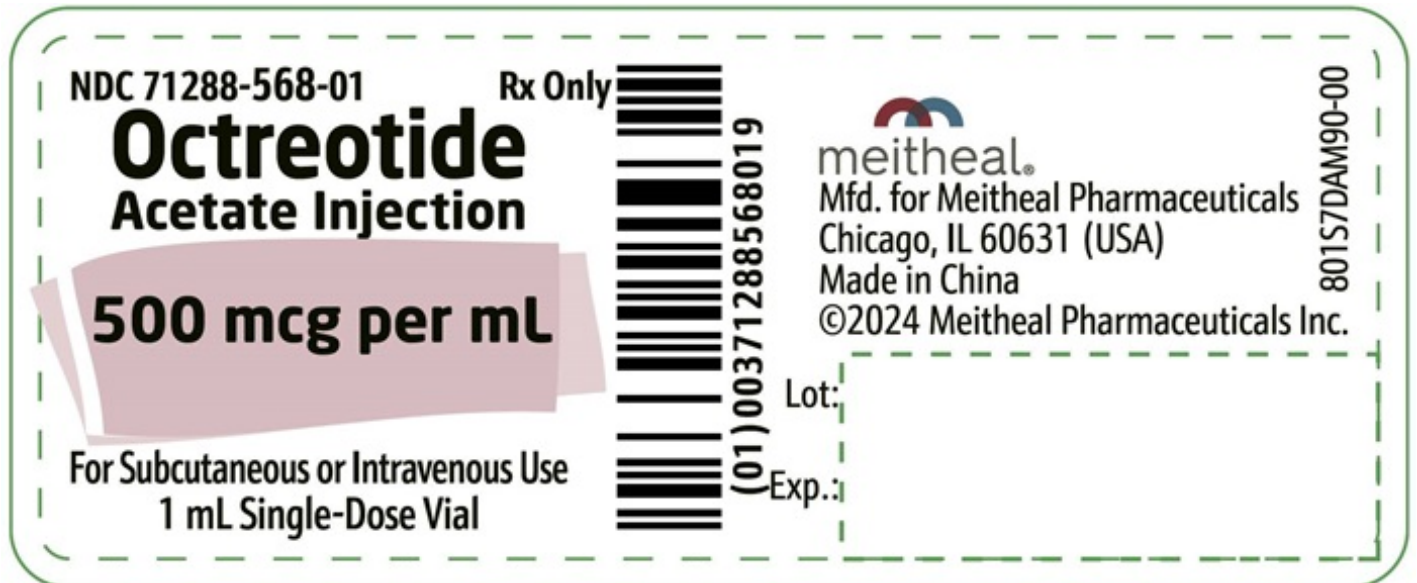 NDC 71288-568-01 Rx Only
Octreotide
Acetate Injection
500 mcg per mL
For Subcutaneous or Intravenous Use
1 mL Single-Dose Vial
(01)00371288568019
meitheal®
Mfd. for Meitheal Pharmaceuticals
Chicago, IL 60631 (USA)
Made in China
©2024 Meitheal Pharmaceuticals Inc.
801S7DAM90-00
Lot:
Exp.: